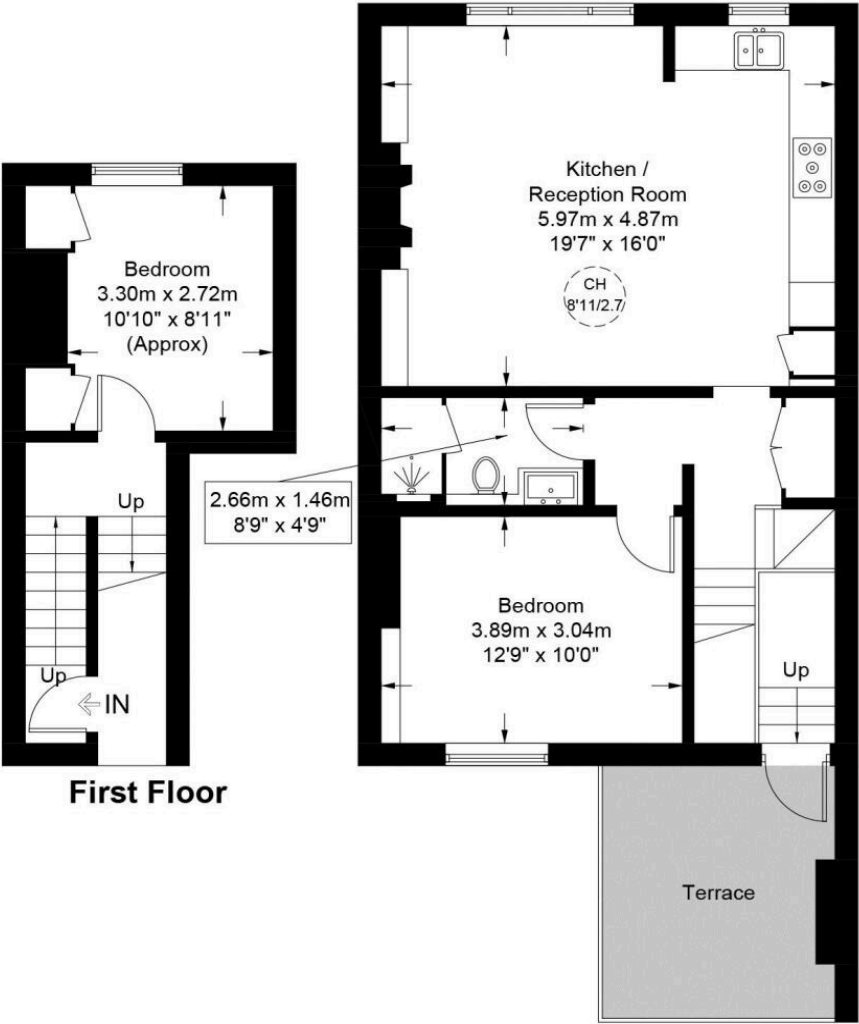 Bedroom
3.30m x 2.72m
10'10" x 8'11"
(Approx)
Up
Up
IN
First Floor
Kitchen /
Reception Room
5.97m x 4.87m
19'7" x 16'0"
CH
8'11/2.7
2.66m x 1.46m
8'9" x 4'9"
Bedroom
3.89m x 3.04m
12'9" x 10'0"
Up
Terrace